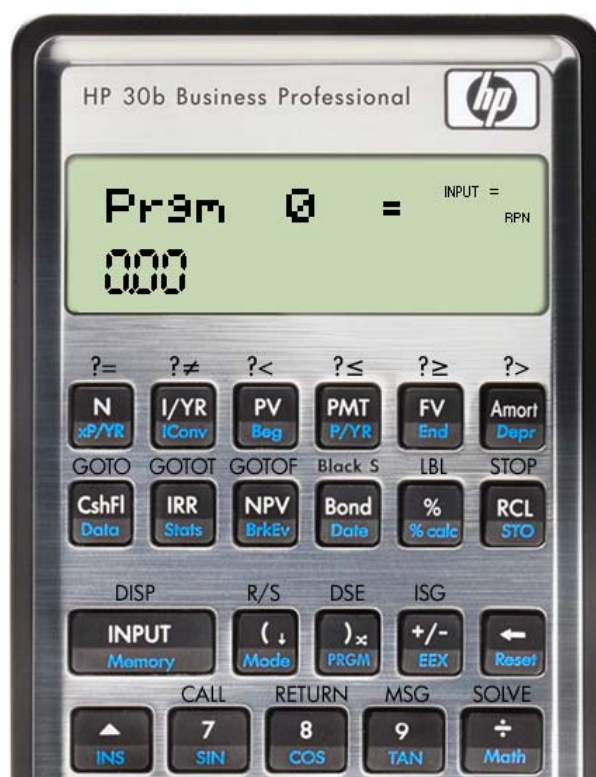 HP 30b Business Professional
hp
Prgm 0 = INPUT =
RPN
0.00
?= ?≠ ?< ?≤ ?≥ ?>
N I/YR PV PMT FV Amort
xP/YR IConv Beg P/YR End Depr
GOTO GOTOT GOTOF Black S LBL STOP
CshFl IRR NPV Bond % RCL
Data Stats BrkEv Date % calc STO
DISP R/S DSE ISG
INPUT (↓ )x +/- ←
Memory Mode PRGM EEX Reset
CALL RETURN MSG SOLVE
▲ 7 8 9 ÷
INS SIN COS TAN Math